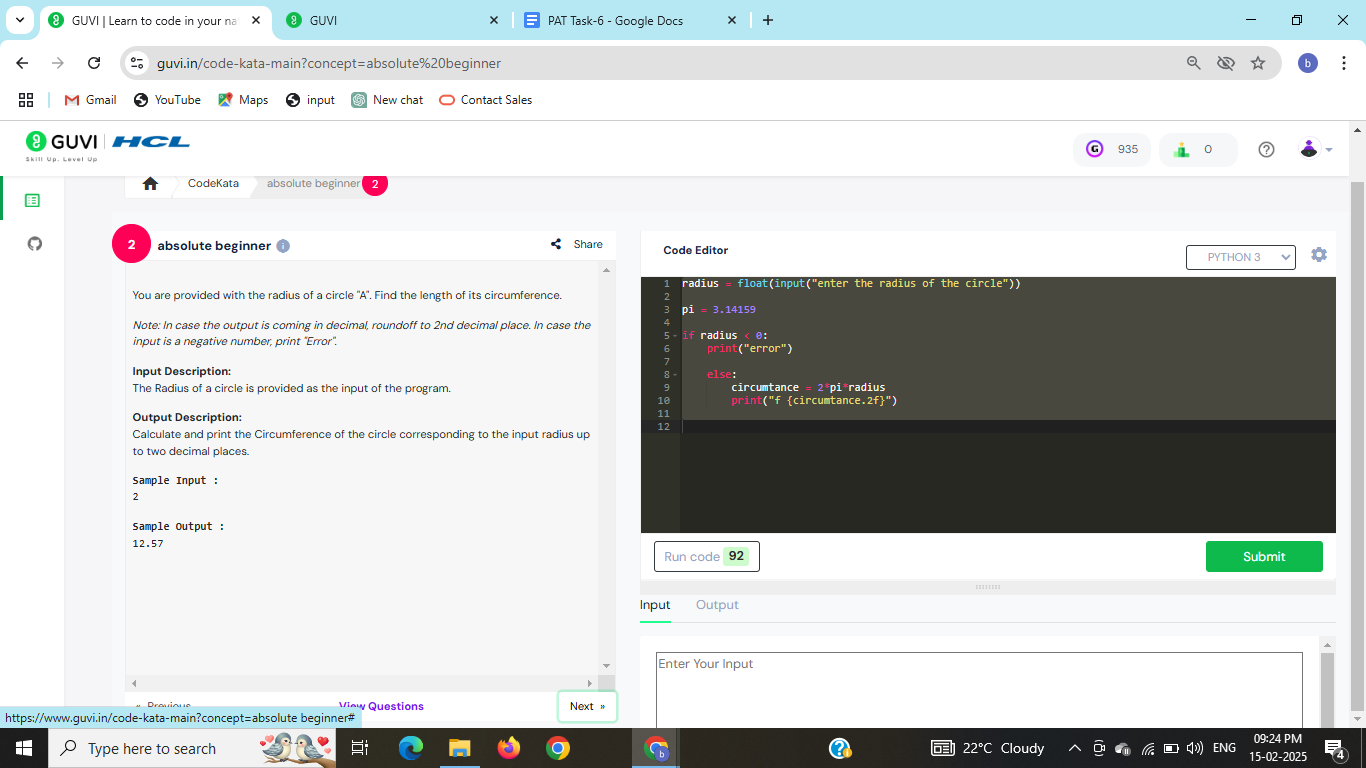 GUVI | Learn to code in your na
GUVI
PAT Task-6 - Google Docs
guvi.in/code-kata-main?concept=absolute%20beginner
b
Gmail
YouTube
Maps
input
New chat
Contact Sales
GUVI
HCL
Skill Up. Level Up
G
935
0
CodeKata
absolute beginner
2
2
absolute beginner
Share
Code Editor
PYTHON 3
You are provided with the radius of a circle "A". Find the length of its circumference.
Note: In case the output is coming in decimal, roundoff to 2nd decimal place. In case the
input is a negative number, print "Error".
Input Description:
The Radius of a circle is provided as the input of the program.
Output Description:
Calculate and print the Circumference of the circle corresponding to the input radius up
to two decimal places.
Sample Input :
2
Sample Output :
12.57
1 radius = float(input("enter the radius of the circle"))
2
3 pi = 3.14159
4
5 if radius < 0:
6     print("error")
7
8     else:
9         circumtance = 2*pi*radius
10         print("f {circumtance.2f}")
11
12
Run code 92
Submit
Input
Output
Enter Your Input
« Previous
View Questions
Next »
https://www.guvi.in/code-kata-main?concept=absolute beginner#
Type here to search
b
22°C Cloudy
ENG
09:24 PM
15-02-2025
4